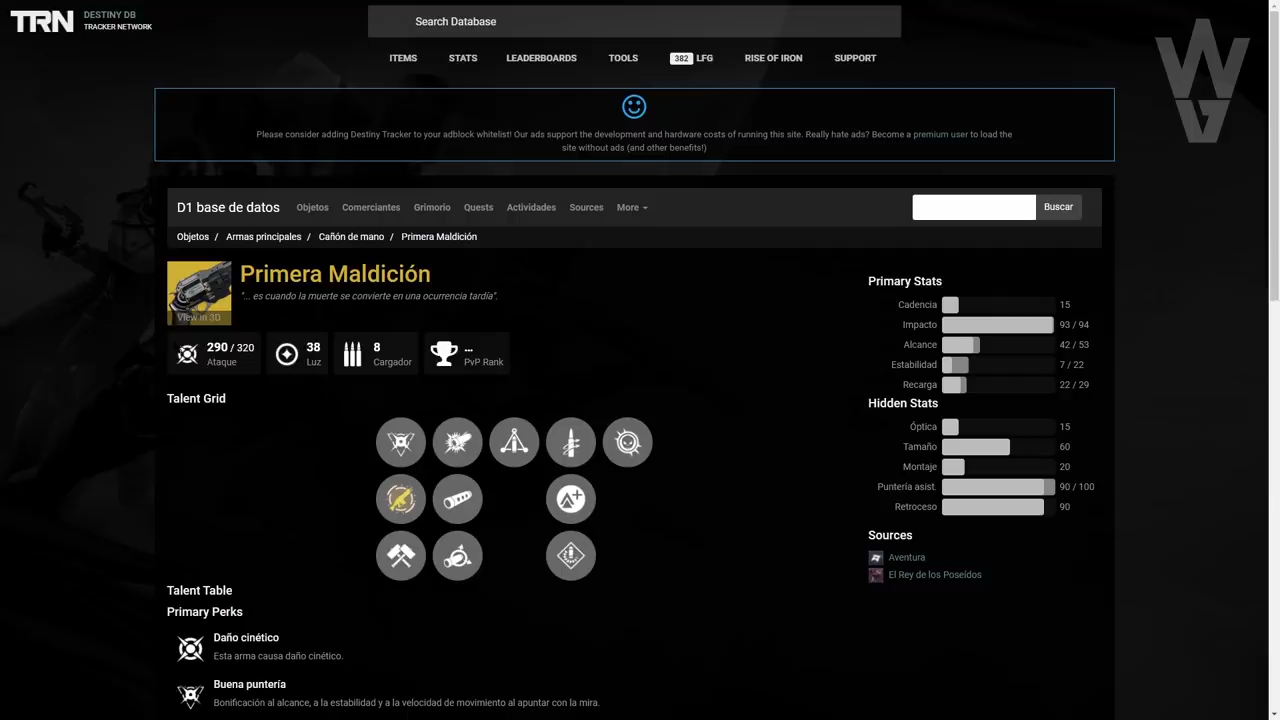 TRN
DESTINY DB
TRACKER NETWORK
Search Database
ITEMS STATS LEADERBOARDS TOOLS 382 LFG RISE OF IRON SUPPORT
WG
Please consider adding Destiny Tracker to your adblock whitelist! Our ads support the development and hardware costs of running this site. Really hate ads? Become a premium user to load the
site without ads (and other benefits!)
D1 base de datos Objetos Comerciantes Grimorio Quests Actividades Sources More Buscar
Objetos / Armas principales / Cañón de mano / Primera Maldición
Primera Maldición
"... es cuando la muerte se convierte en una ocurrencia tardía".
View in 3D
290 / 320
Ataque
38
Luz
8
Cargador
...
PvP Rank
Talent Grid
Talent Table
Primary Perks
Daño cinético
Esta arma causa daño cinético.
Buena puntería
Bonificación al alcance, a la estabilidad y a la velocidad de movimiento al apuntar con la mira.
Primary Stats
Cadencia 15
Impacto 93 / 94
Alcance 42 / 53
Estabilidad 7 / 22
Recarga 22 / 29
Hidden Stats
Óptica 15
Tamaño 60
Montaje 20
Puntería asist. 90 / 100
Retroceso 90
Sources
Aventura
El Rey de los Poseídos